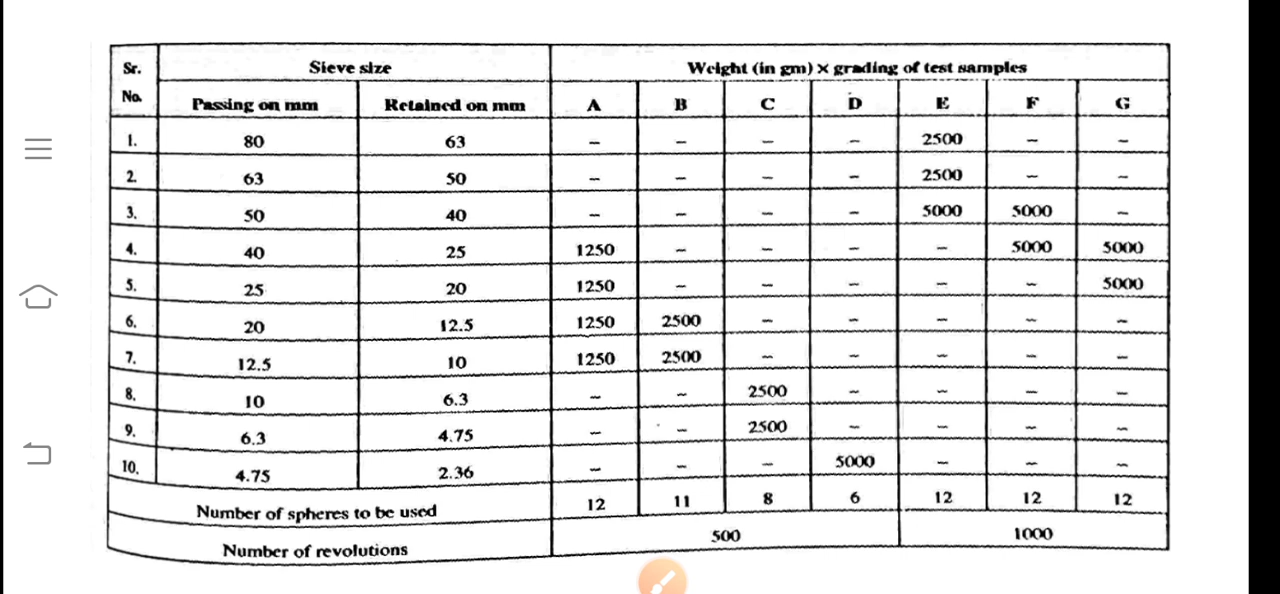 Sr. No. Sieve size Weight (in gm) × grading of test samples
Passing on mm Retained on mm A B C D E F G
1. 80 63 – – – – 2500 – –
2. 63 50 – – – – 2500 – –
3. 50 40 – – – – 5000 5000 –
4. 40 25 1250 – – – – 5000 5000
5. 25 20 1250 – – – – – 5000
6. 20 12.5 1250 2500 – – – – –
7. 12.5 10 1250 2500 – – – – –
8. 10 6.3 – – 2500 – – – –
9. 6.3 4.75 – – 2500 – – – –
10. 4.75 2.36 – – – 5000 – – –
Number of spheres to be used 12 11 8 6 12 12 12
Number of revolutions 500 1000